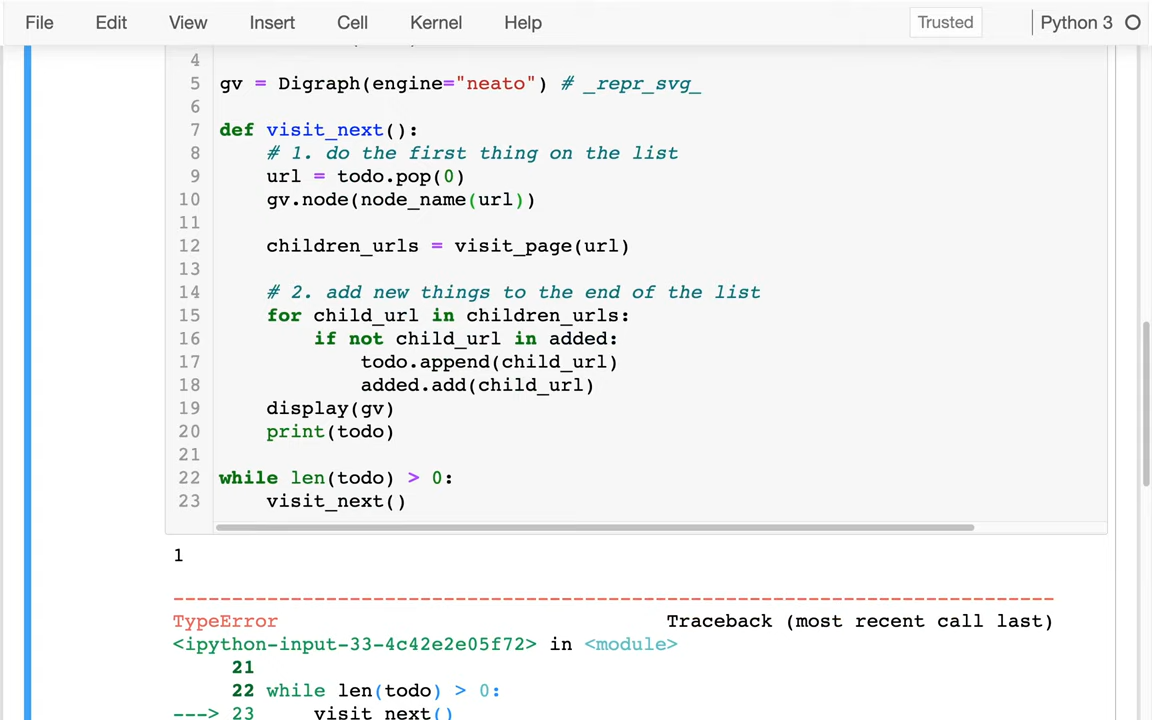 File Edit View Insert Cell Kernel Help Trusted Python 3
4
5 gv = Digraph(engine="neato") # _repr_svg_
6
7 def visit_next():
8     # 1. do the first thing on the list
9     url = todo.pop(0)
10     gv.node(node_name(url))
11
12     children_urls = visit_page(url)
13
14     # 2. add new things to the end of the list
15     for child_url in children_urls:
16         if not child_url in added:
17             todo.append(child_url)
18             added.add(child_url)
19     display(gv)
20     print(todo)
21
22 while len(todo) > 0:
23     visit_next()
1
---------------------------------------------------------------------------
TypeError Traceback (most recent call last)
<ipython-input-33-4c42e2e05f72> in <module>
21
22 while len(todo) > 0:
---> 23     visit_next()